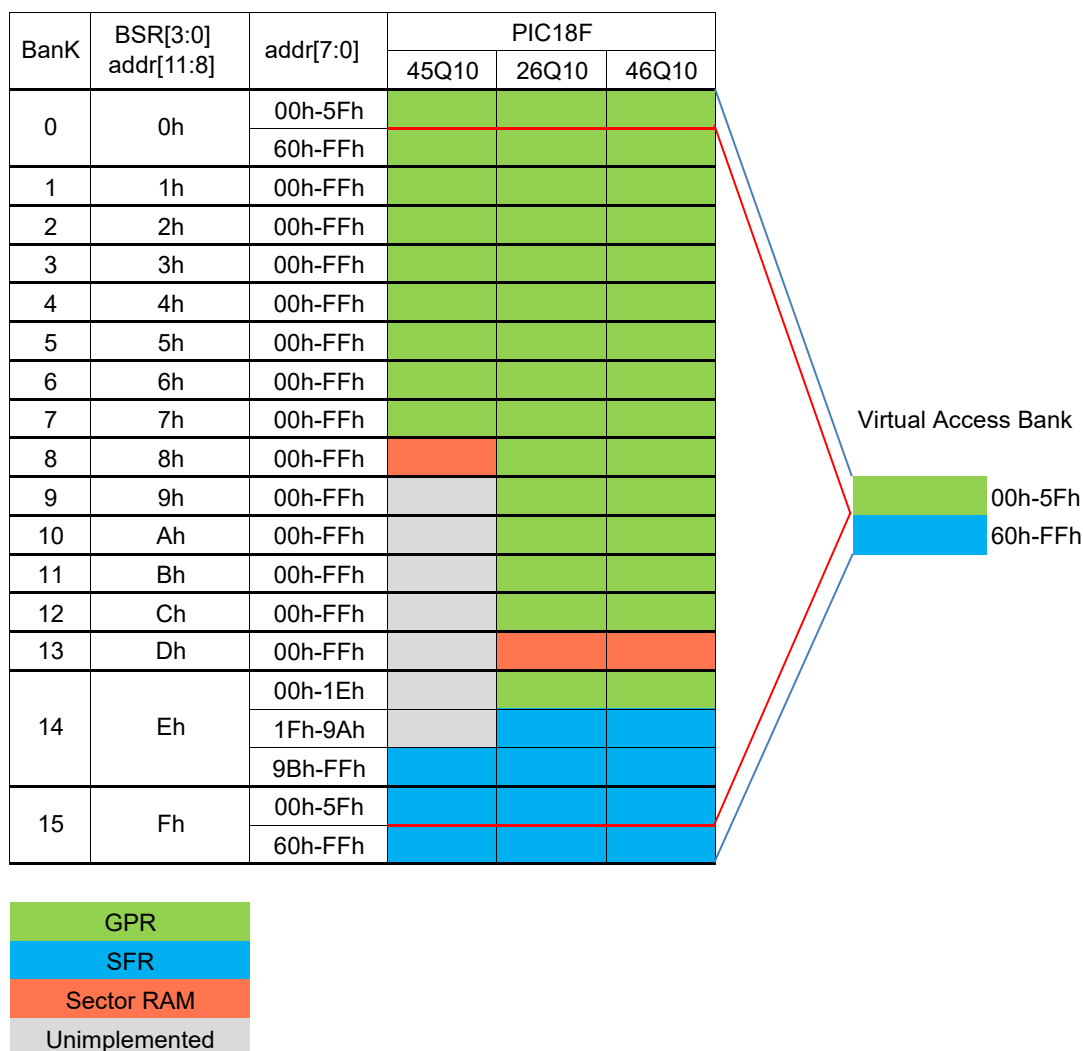 BanK BSR[3:0] addr[11:8] addr[7:0] PIC18F
45Q10 26Q10 46Q10
0 0h 00h-5Fh
60h-FFh
1 1h 00h-FFh
2 2h 00h-FFh
3 3h 00h-FFh
4 4h 00h-FFh
5 5h 00h-FFh
6 6h 00h-FFh
7 7h 00h-FFh
8 8h 00h-FFh
9 9h 00h-FFh
10 Ah 00h-FFh
11 Bh 00h-FFh
12 Ch 00h-FFh
13 Dh 00h-FFh
14 Eh 00h-1Eh
1Fh-9Ah
9Bh-FFh
15 Fh 00h-5Fh
60h-FFh
Virtual Access Bank
00h-5Fh
60h-FFh
GPR
SFR
Sector RAM
Unimplemented